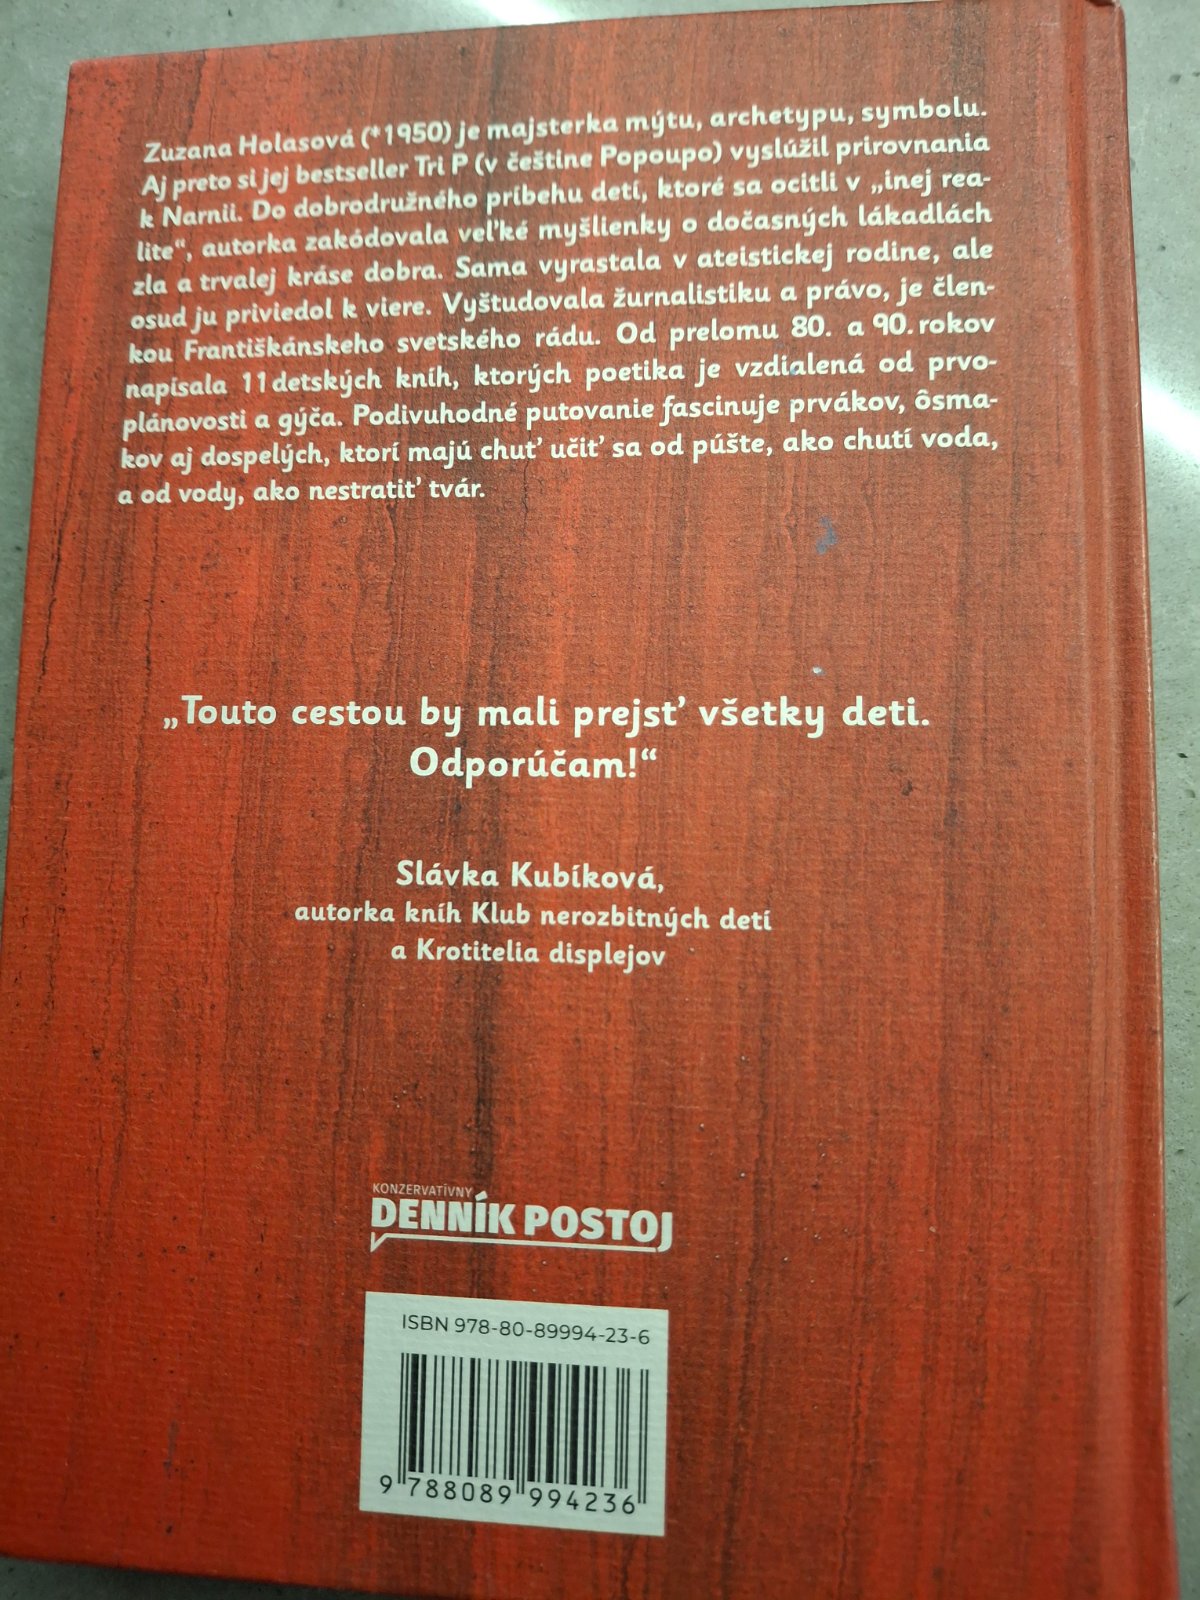 Zuzana Holasová (*1950) je majsterka mýtu, archetypu, symbolu.
Aj preto si jej bestseller Tri P (v češtine Popoupo) vyslúžil prirovnania
k Narnii. Do dobrodružného príbehu detí, ktoré sa ocitli v „inej rea-
lite“, autorka zakódovala veľké myšlienky o dočasných lákadlách
zla a trvalej kráse dobra. Sama vyrastala v ateistickej rodine, ale
osud ju priviedol k viere. Vyštudovala žurnalistiku a právo, je člen-
kou Františkánskeho svetského rádu. Od prelomu 80. a 90. rokov
napísala 11 detských kníh, ktorých poetika je vzdialená od prvo-
plánovosti a gýča. Podivuhodné putovanie fascinuje prvákov, ôsma-
kov aj dospelých, ktorí majú chuť učiť sa od púšte, ako chutí voda,
a od vody, ako nestratiť tvár.
„Touto cestou by mali prejsť všetky deti.
Odporúčam!“
Slávka Kubíková,
autorka kníh Klub nerozbitných detí
a Krotitelia displejov
KONZERVATÍVNY
DENNÍK POSTOJ
ISBN 978-80-89994-23-6
9 788089 994236